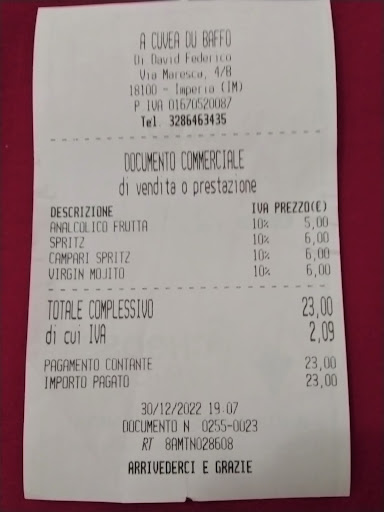 A CUVEA DU BAFFO
Di David Federico
Via Maresca, 4/B
18100 - Imperia (IM)
P IVA 01670520087
Tel. 3286463435
DOCUMENTO COMMERCIALE
di vendita o prestazione
DESCRIZIONE IVA PREZZO(€)
ANALCOLICO FRUTTA 10% 5,00
SPRITZ 10% 6,00
CAMPARI SPRITZ 10% 6,00
VIRGIN MOJITO 10% 6,00
TOTALE COMPLESSIVO 23,00
di cui IVA 2,09
PAGAMENTO CONTANTE 23,00
IMPORTO PAGATO 23,00
30/12/2022 19:07
DOCUMENTO N 0255-0023
RT 8AMTN028608
ARRIVEDERCI E GRAZIE